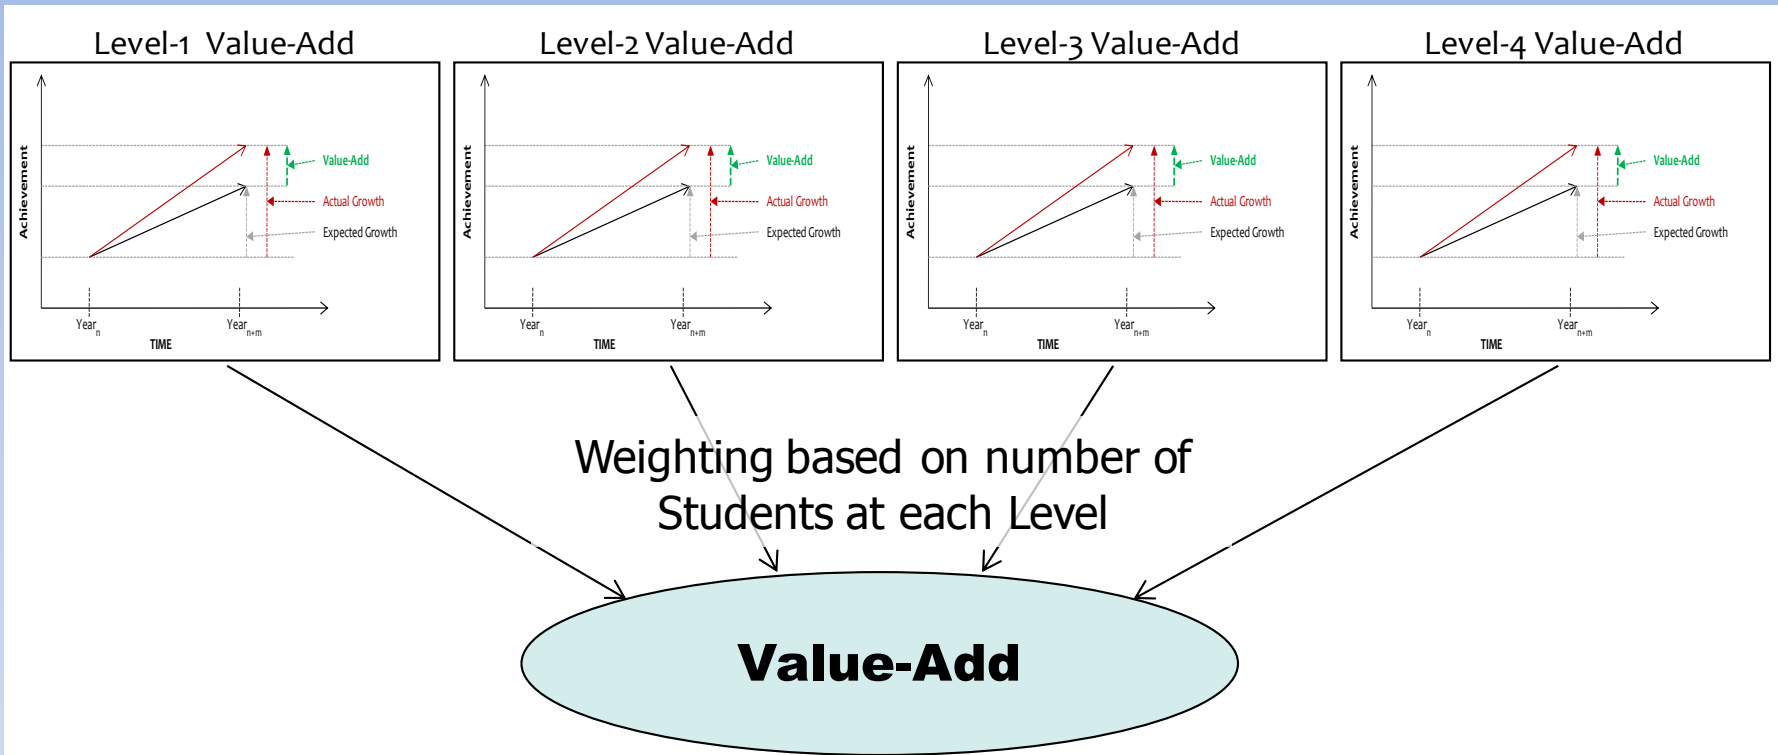 Level-1 Value-Add
Level-2 Value-Add
Level-3 Value-Add
Level-4 Value-Add
Achievement
Value-Add
Actual Growth
Expected Growth
Year n
Year n+m
TIME
Achievement
Value-Add
Actual Growth
Expected Growth
Year n
Year n+m
TIME
Achievement
Value-Add
Actual Growth
Expected Growth
Year n
Year n+m
TIME
Achievement
Value-Add
Actual Growth
Expected Growth
Year n
Year n+m
TIME
Weighting based on number of
Students at each Level
Value-Add